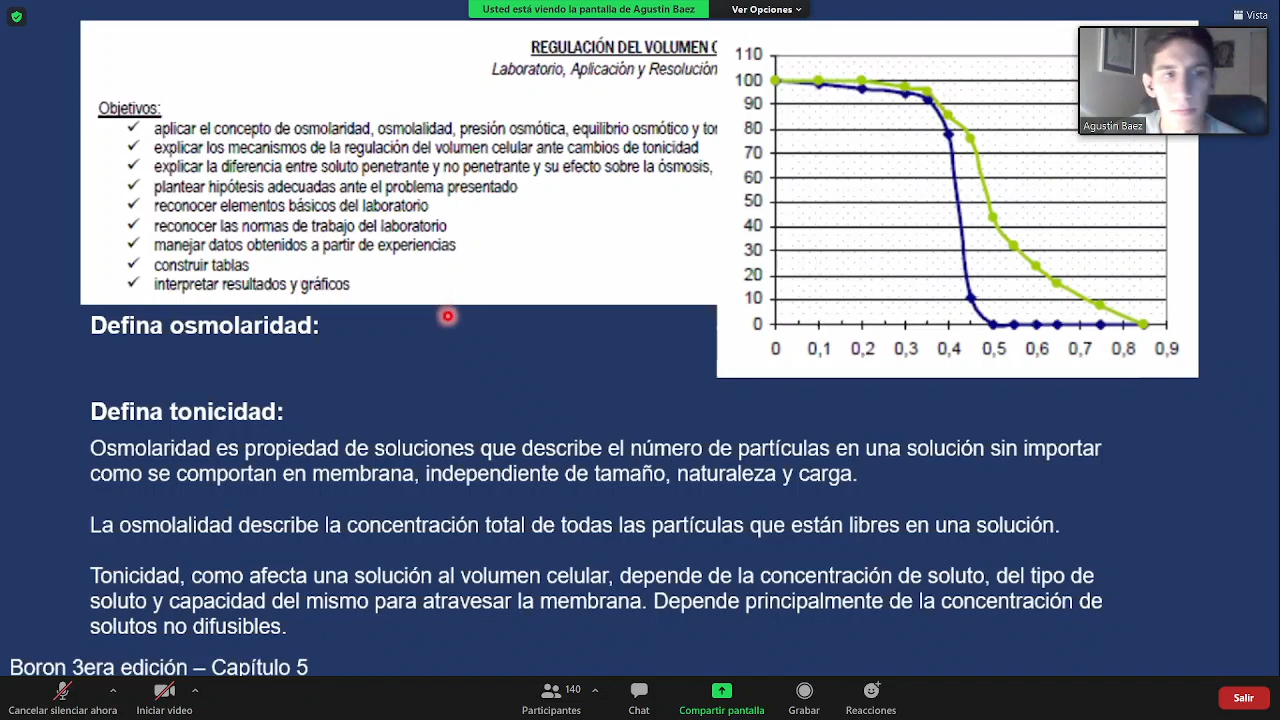 Usted está viendo la pantalla de Agustin Baez
Ver Opciones
Vista
REGULACIÓN DEL VOLUMEN C
Laboratorio, Aplicación y Resolución
Objetivos:
✓ aplicar el concepto de osmolaridad, osmolalidad, presión osmótica, equilibrio osmótico y ton
✓ explicar los mecanismos de la regulación del volumen celular ante cambios de tonicidad
✓ explicar la diferencia entre soluto penetrante y no penetrante y su efecto sobre la ósmosis,
✓ plantear hipótesis adecuadas ante el problema presentado
✓ reconocer elementos básicos del laboratorio
✓ reconocer las normas de trabajo del laboratorio
✓ manejar datos obtenidos a partir de experiencias
✓ construir tablas
✓ interpretar resultados y gráficos
110
100
90
80
70
60
50
40
30
20
10
0
0 0,1 0,2 0,3 0,4 0,5 0,6 0,7 0,8 0,9
Agustin Baez
Defina osmolaridad:
Defina tonicidad:
Osmolaridad es propiedad de soluciones que describe el número de partículas en una solución sin importar
como se comportan en membrana, independiente de tamaño, naturaleza y carga.
La osmolalidad describe la concentración total de todas las partículas que están libres en una solución.
Tonicidad, como afecta una solución al volumen celular, depende de la concentración de soluto, del tipo de
soluto y capacidad del mismo para atravesar la membrana. Depende principalmente de la concentración de
solutos no difusibles.
Boron 3era edición – Capítulo 5
Cancelar silenciar ahora
Iniciar video
140
Participantes
Chat
Compartir pantalla
Grabar
Reacciones
Salir